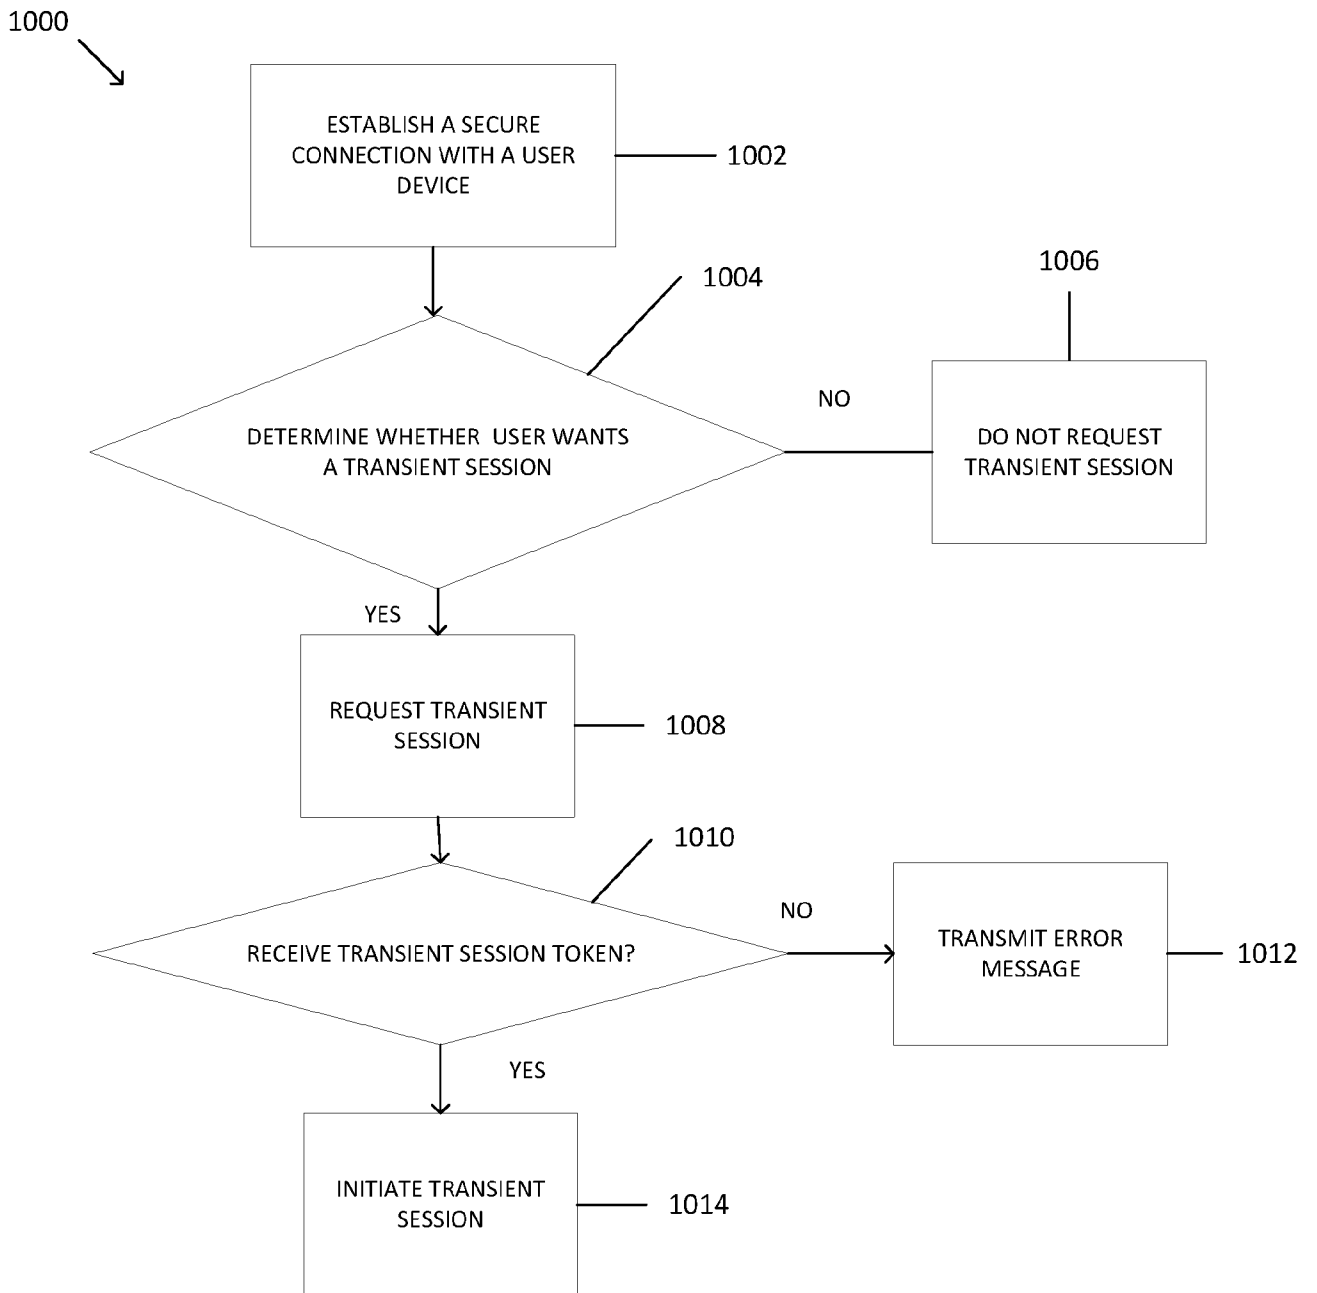 1000
ESTABLISH A SECURE
CONNECTION WITH A USER
DEVICE
1002
1004
1006
NO
DETERMINE WHETHER  USER WANTS
A TRANSIENT SESSION
DO NOT REQUEST
TRANSIENT SESSION
YES
REQUEST TRANSIENT
SESSION
1008
1010
NO
RECEIVE TRANSIENT SESSION TOKEN?
TRANSMIT ERROR
MESSAGE
1012
YES
INITIATE TRANSIENT
SESSION
1014